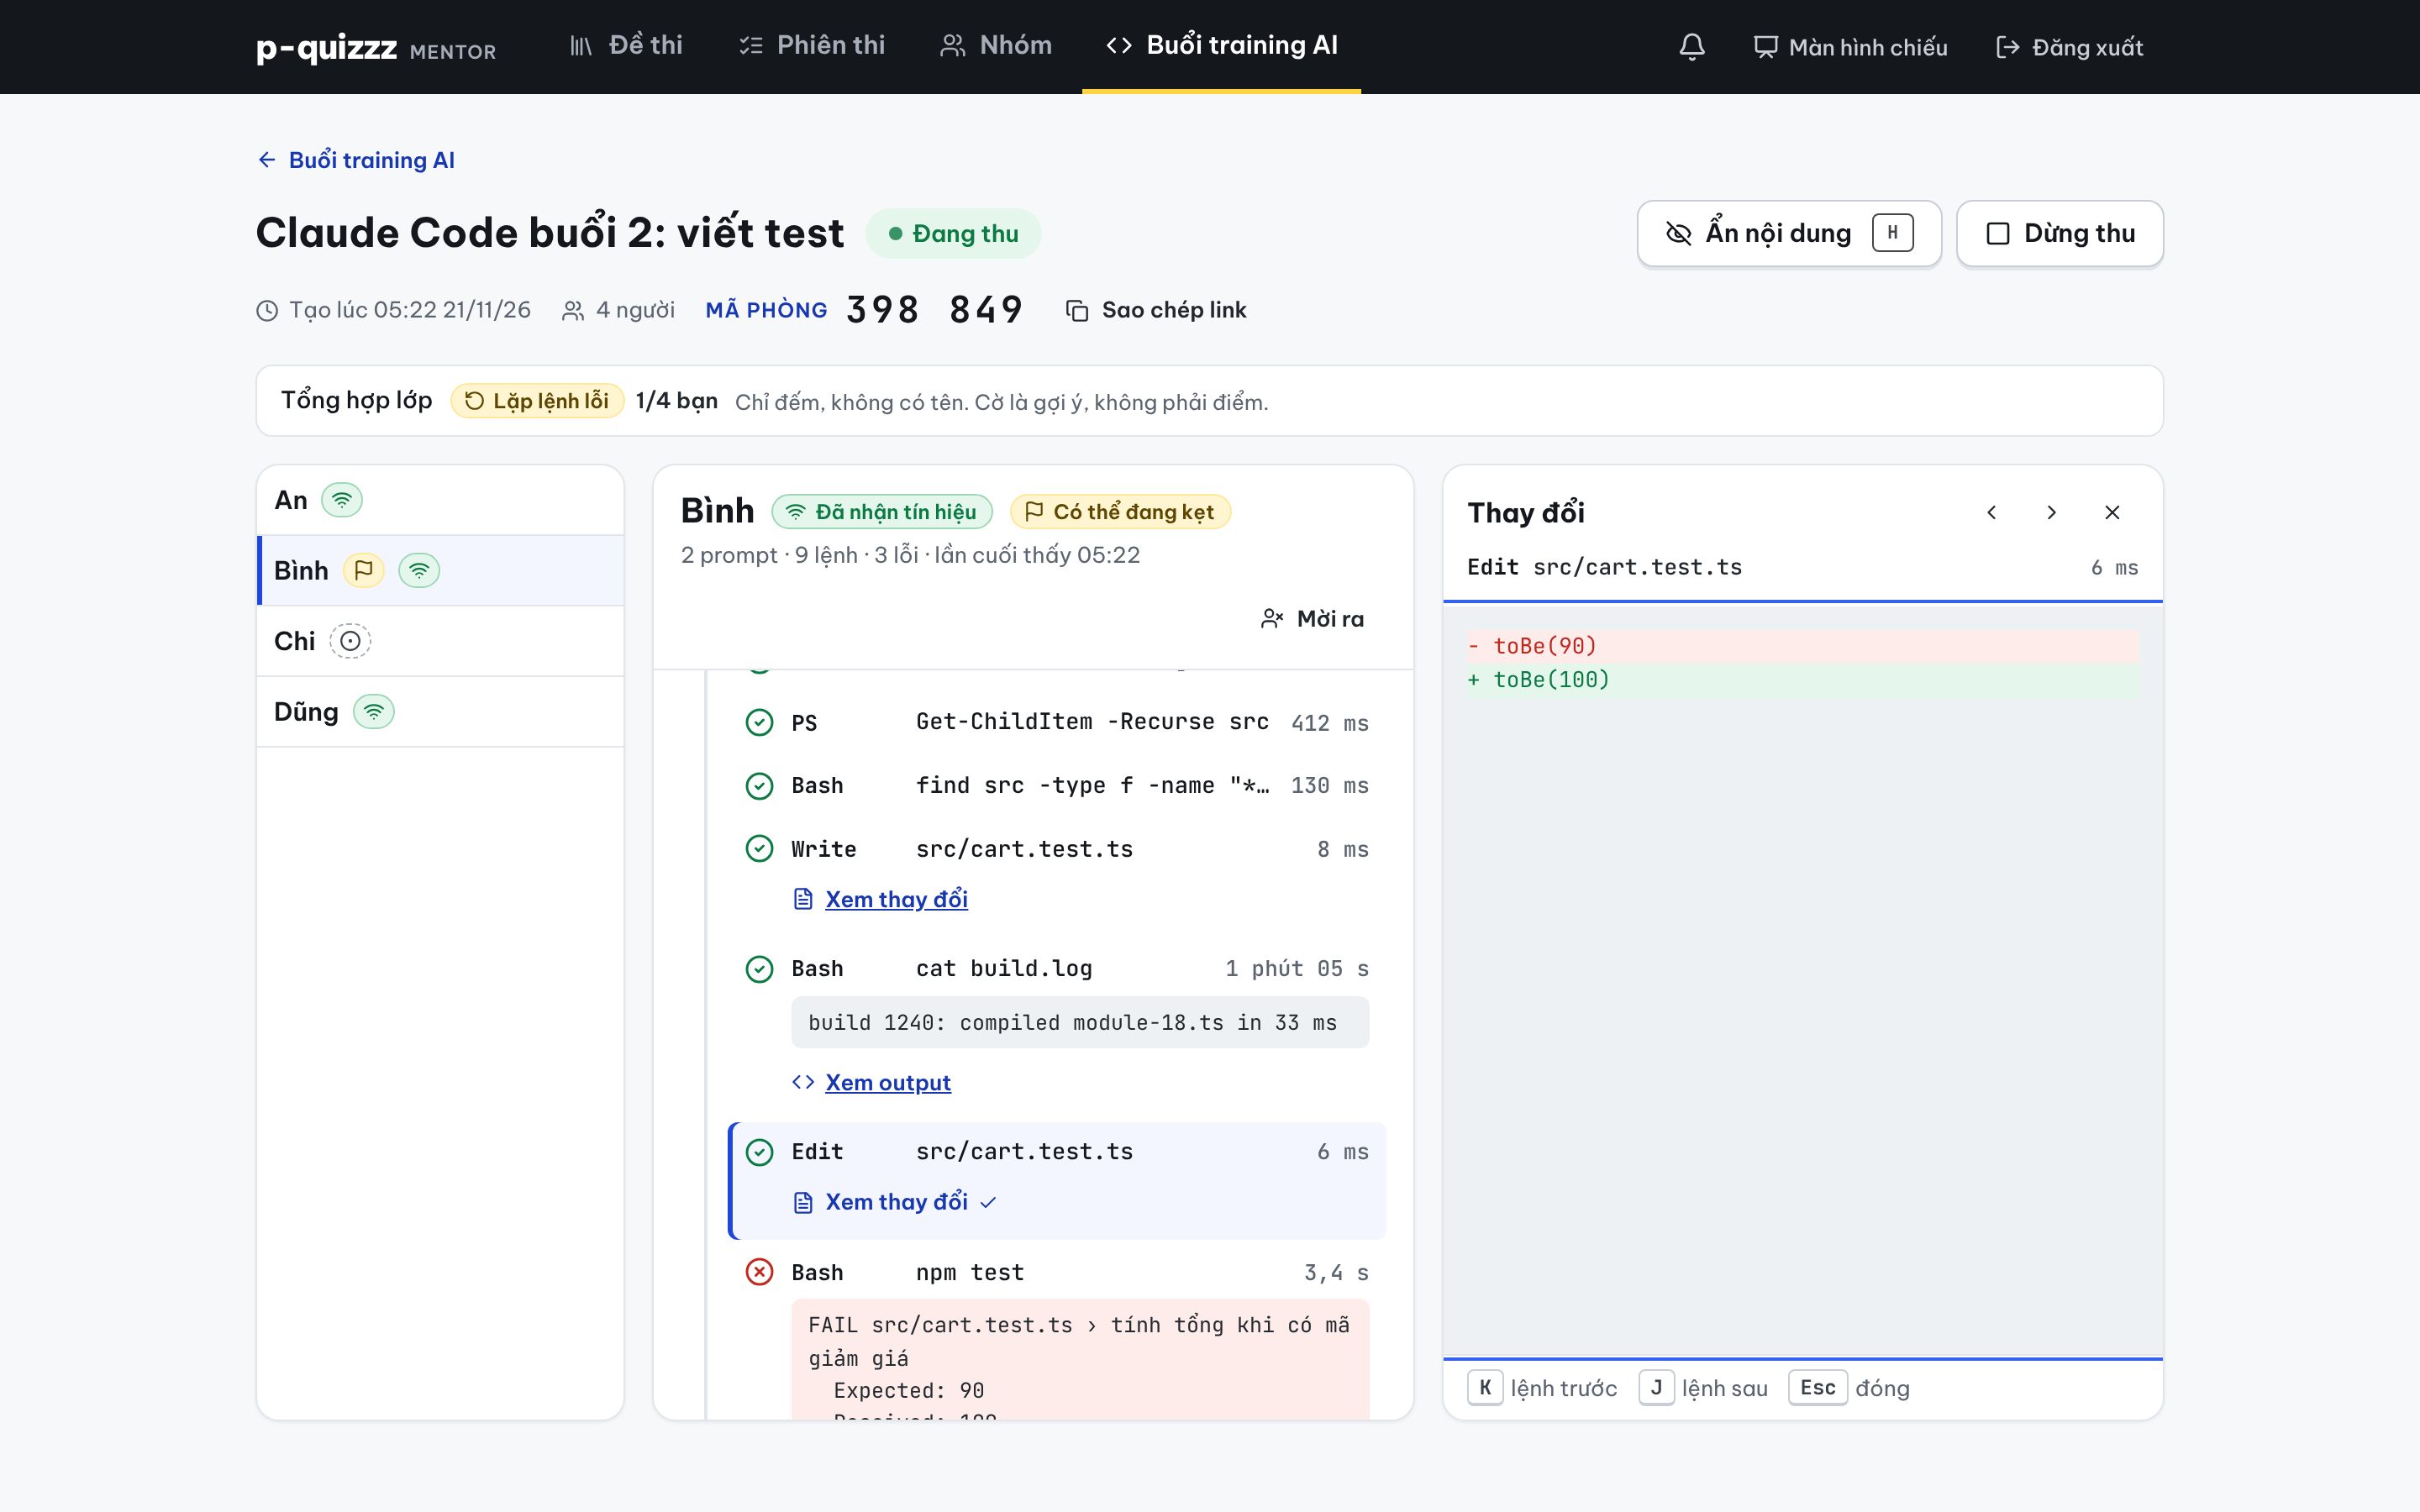 p-quizzz MENTOR Đề thi Phiên thi Nhóm Buổi training AI Màn hình chiếu Đăng xuất
Buổi training AI
Claude Code buổi 2: viết test Đang thu Ẩn nội dung H Dừng thu
Tạo lúc 05:22 21/11/26 4 người MÃ PHÒNG 398 849 Sao chép link
Tổng hợp lớp Lặp lệnh lỗi 1/4 bạn Chỉ đếm, không có tên. Cờ là gợi ý, không phải điểm.
An
Bình
Chi
Dũng
Bình Đã nhận tín hiệu Có thể đang kẹt
2 prompt · 9 lệnh · 3 lỗi · lần cuối thấy 05:22
Mời ra
PS Get-ChildItem -Recurse src 412 ms
Bash find src -type f -name "*… 130 ms
Write src/cart.test.ts 8 ms
Xem thay đổi
Bash cat build.log 1 phút 05 s
build 1240: compiled module-18.ts in 33 ms
Xem output
Edit src/cart.test.ts 6 ms
Xem thay đổi
Bash npm test 3,4 s
FAIL src/cart.test.ts › tính tổng khi có mã
giảm giá
Expected: 90
Thay đổi
Edit src/cart.test.ts 6 ms
- toBe(90)
+ toBe(100)
K lệnh trước J lệnh sau Esc đóng